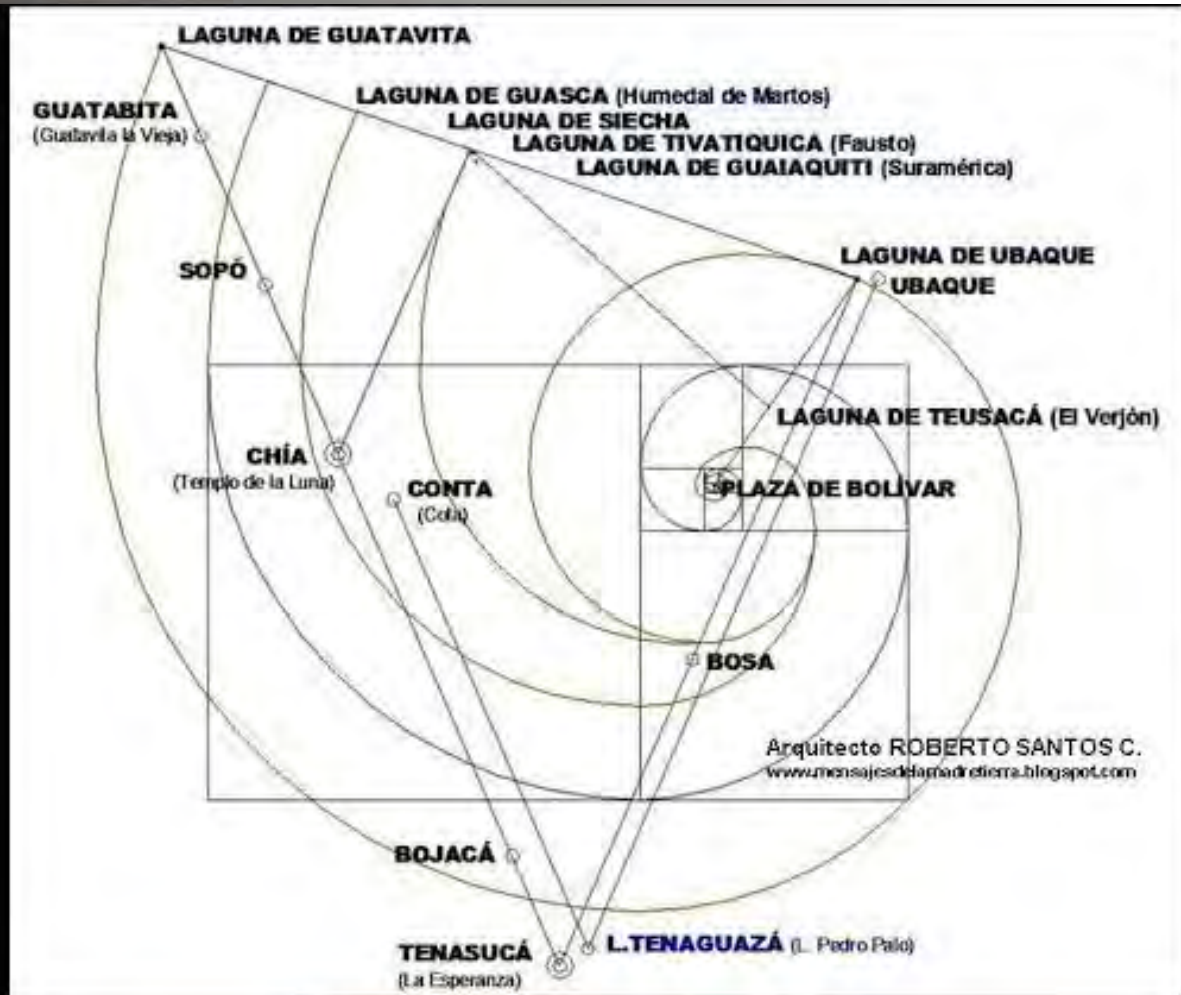 LAGUNA DE GUATAVITA
GUATABITA
(Guatavita la Vieja)
LAGUNA DE GUASCA (Humedal de Martos)
LAGUNA DE SIECHA
LAGUNA DE TIVATIQUICA (Fausto)
LAGUNA DE GUAIAQUITI (Suramérica)
SOPÓ
LAGUNA DE UBAQUE
UBAQUE
LAGUNA DE TEUSACÁ (El Verjón)
CHÍA
(Templo de la Luna)
CONTA
(Cota)
PLAZA DE BOLÍVAR
BOSA
Arquitecto ROBERTO SANTOS C.
www.mensajesdelamadretierra.blogspot.com
BOJACÁ
TENASUCÁ
(La Esperanza)
L.TENAGUAZÁ (L. Pedro Palo)